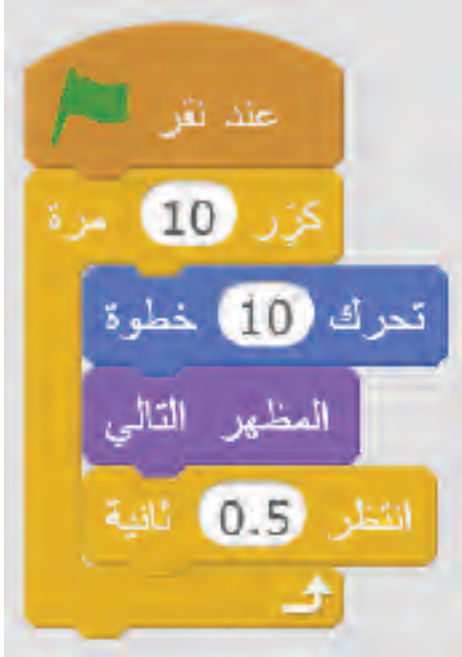 عند نقر
كرّر 10 مرة
تحرك 10 خطوة
المظهر التالي
انتظر 0.5 ثانية